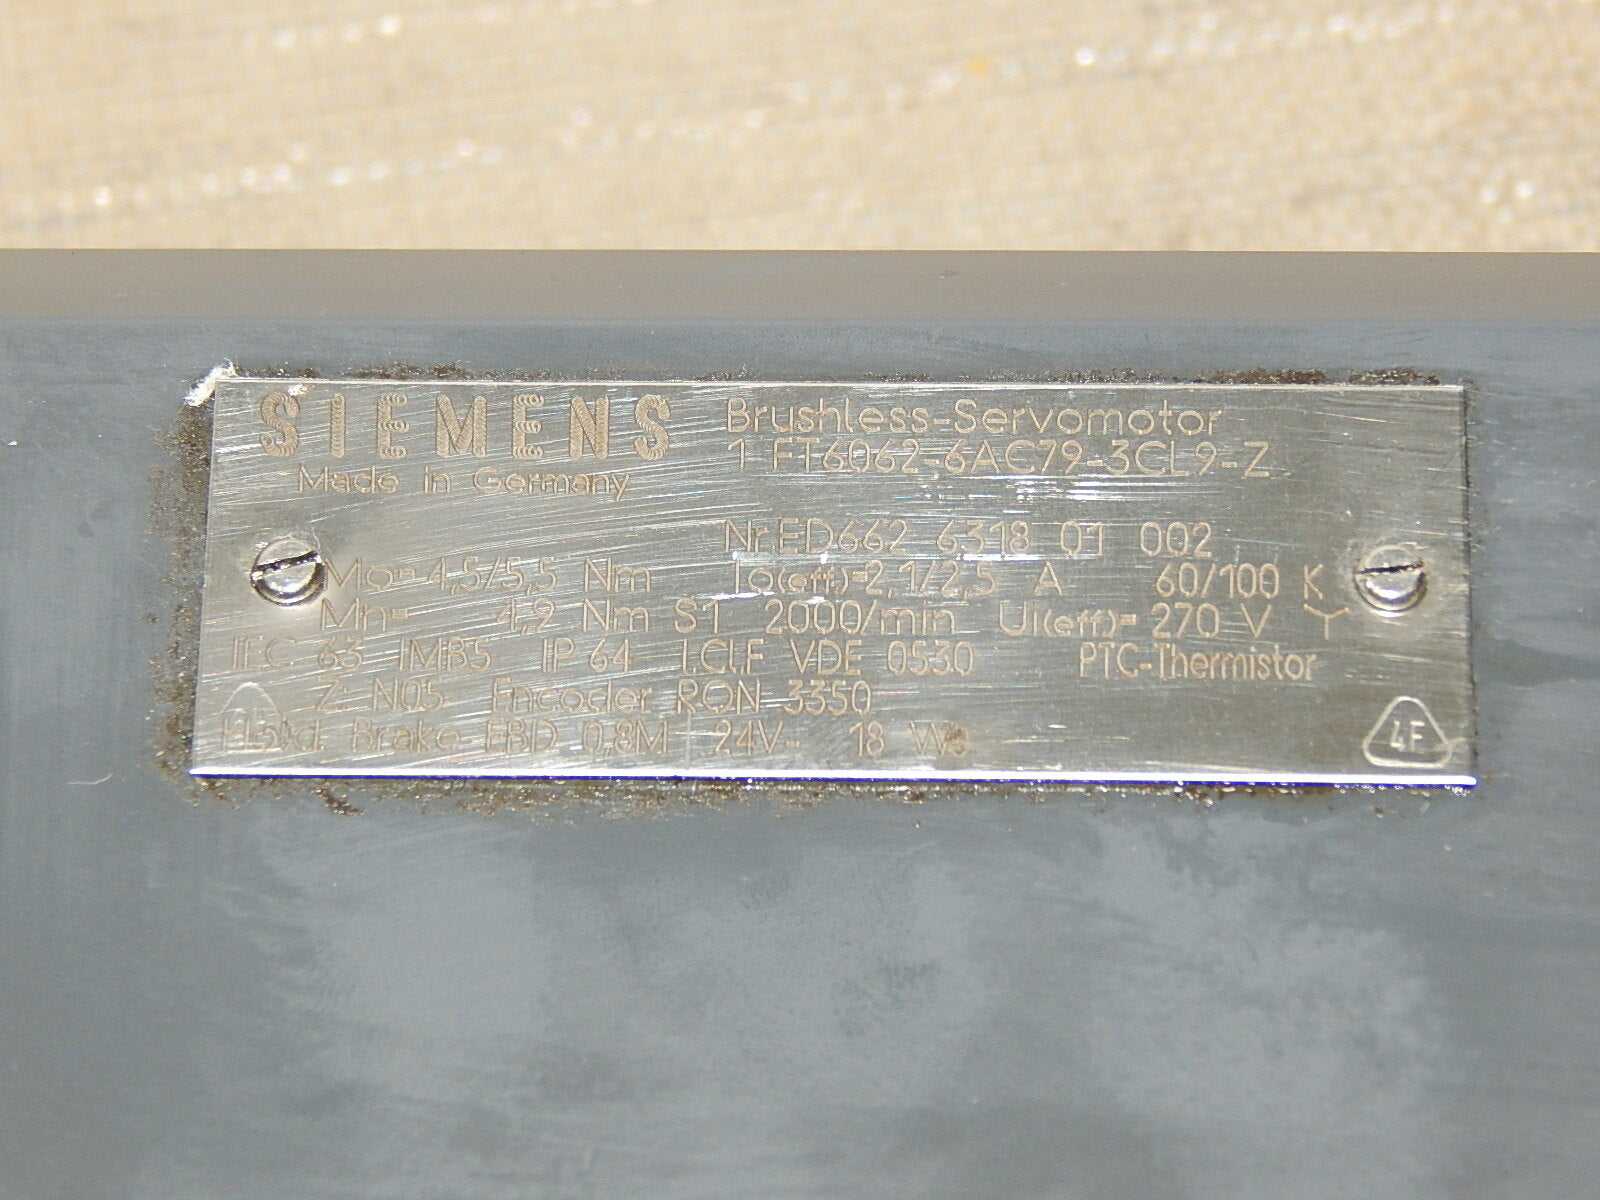 SIEMENS
Made in Germany
Brushless-Servomotor
1 FT6062-6AC79-3CL9-Z
Nr.ED662 6318 01 002
Mo= 4,5/5,5 Nm Io(eff)=2,1/2,5 A 60/100 K
Mn= 4,9 Nm S1 2000/min Ui(eff)= 270 V Y
IEC 63 IMB5 IP 64 I.Cl.F VDE 0530 PTC-Thermistor
Z: N05 Encoder RON 3350
Hold. Brake EBD 0,8M 24V- 18 W
4F